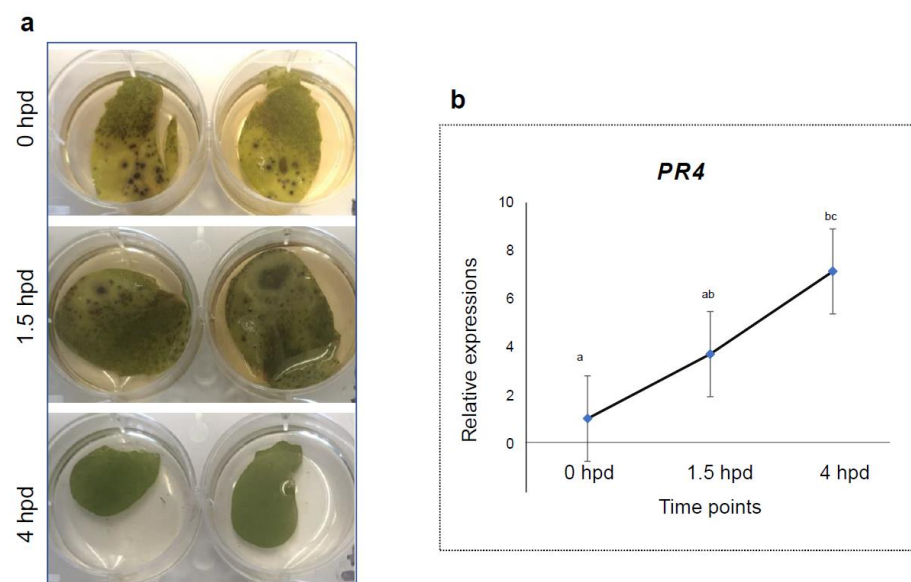 a
0 hpd
1.5 hpd
4 hpd
b
PR4
Relative expressions
10
8
6
4
2
0
a
ab
bc
0 hpd 1.5 hpd 4 hpd
Time points